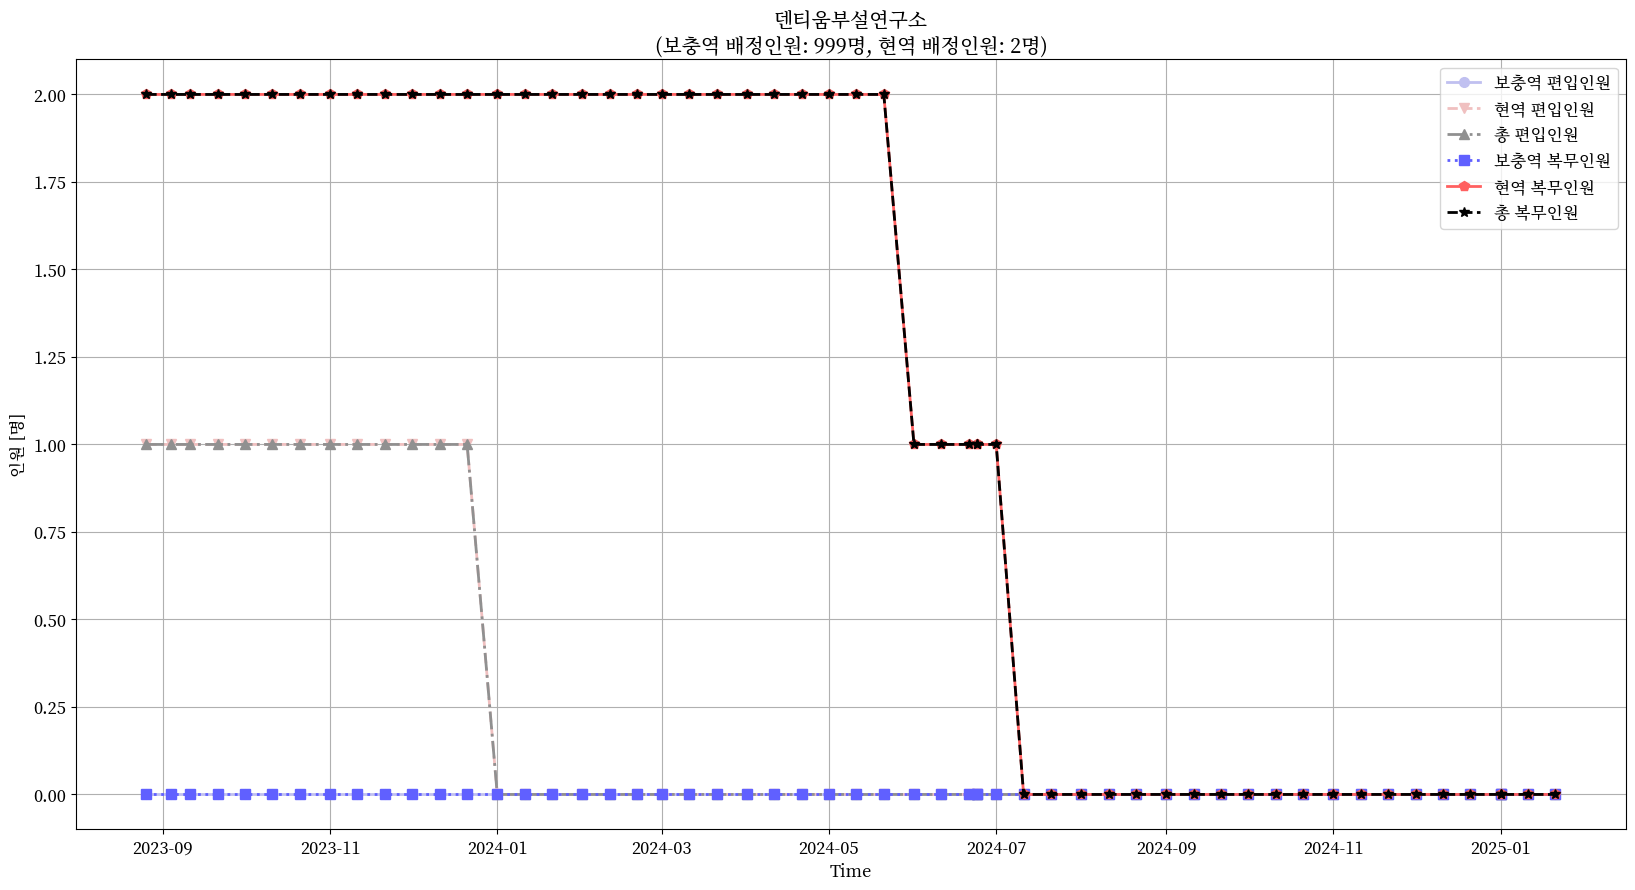 덴티움부설연구소
(보충역 배정인원: 999명, 현역 배정인원: 2명)
보충역 편입인원
현역 편입인원
총 편입인원
보충역 복무인원
현역 복무인원
총 복무인원
인원 [명]
2.00
1.75
1.50
1.25
1.00
0.75
0.50
0.25
0.00
2023-09
2023-11
2024-01
2024-03
2024-05
2024-07
2024-09
2024-11
2025-01
Time